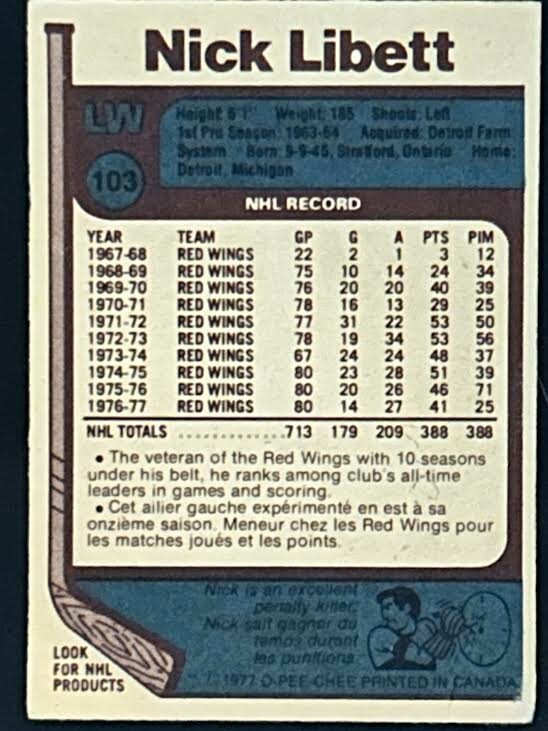 Nick Libett
LW
Height: 6'1" Weight: 185 Shoots: Left
1st Pro Season: 1963-64 Acquired: Detroit Farm
System Born: 9-9-45, Stratford, Ontario Home:
Detroit, Michigan
103
NHL RECORD
YEAR TEAM GP G A PTS PIM
1967-68 RED WINGS 22 2 1 3 12
1968-69 RED WINGS 75 10 14 24 34
1969-70 RED WINGS 76 20 20 40 39
1970-71 RED WINGS 78 16 13 29 25
1971-72 RED WINGS 77 31 22 53 50
1972-73 RED WINGS 78 19 34 53 56
1973-74 RED WINGS 67 24 24 48 37
1974-75 RED WINGS 80 23 28 51 39
1975-76 RED WINGS 80 20 26 46 71
1976-77 RED WINGS 80 14 27 41 25
NHL TOTALS ................713 179 209 388 388
• The veteran of the Red Wings with 10 seasons
under his belt, he ranks among club's all-time
leaders in games and scoring.
• Cet ailier gauche expérimenté en est à sa
onzième saison. Meneur chez les Red Wings pour
les matches joués et les points.
Nick is an excellent
penalty killer.
Nick sait gagner du
temps durant
les punitions.
LOOK
FOR NHL
PRODUCTS
1977 O-PEE-CHEE PRINTED IN CANADA